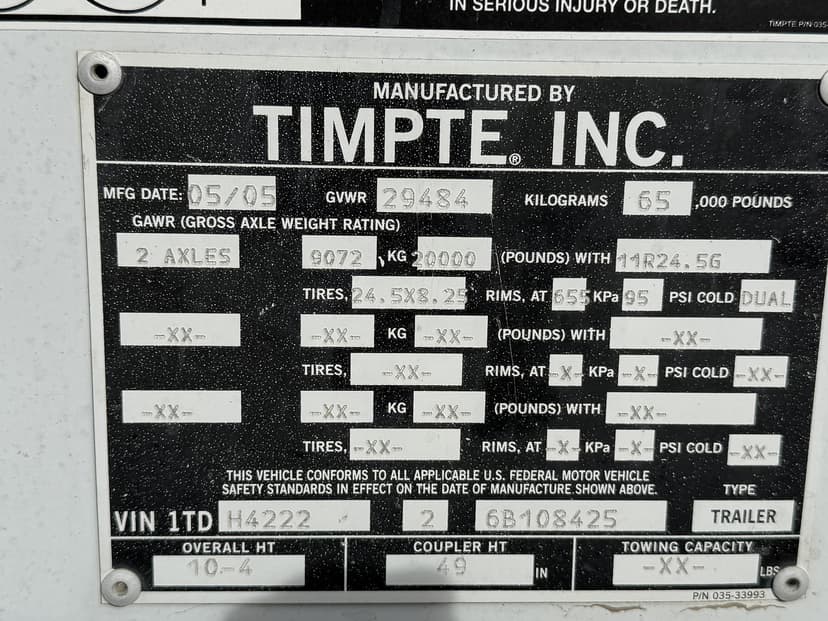 IN SERIOUS INJURY OR DEATH.
TIMPTE P/N 035-
MANUFACTURED BY
TIMPTE® INC.
MFG DATE: 05/05 GVWR 29484 KILOGRAMS 65 ,000 POUNDS
GAWR (GROSS AXLE WEIGHT RATING)
2 AXLES 9072 KG 20000 (POUNDS) WITH 11R24.5G
TIRES, 24.5X8.25 RIMS, AT 655 KPa 95 PSI COLD DUAL
-XX- -XX- KG -XX- (POUNDS) WITH -XX-
TIRES, -XX- RIMS, AT -X- KPa -X- PSI COLD -XX-
-XX- -XX- KG -XX- (POUNDS) WITH -XX-
TIRES, -XX- RIMS, AT -X- KPa -X- PSI COLD -XX-
THIS VEHICLE CONFORMS TO ALL APPLICABLE U.S. FEDERAL MOTOR VEHICLE
SAFETY STANDARDS IN EFFECT ON THE DATE OF MANUFACTURE SHOWN ABOVE.
TYPE
VIN 1TD H4222 2 6B108425 TRAILER
OVERALL HT COUPLER HT TOWING CAPACITY
10-4 49 IN -XX- LBS
P/N 035-33993